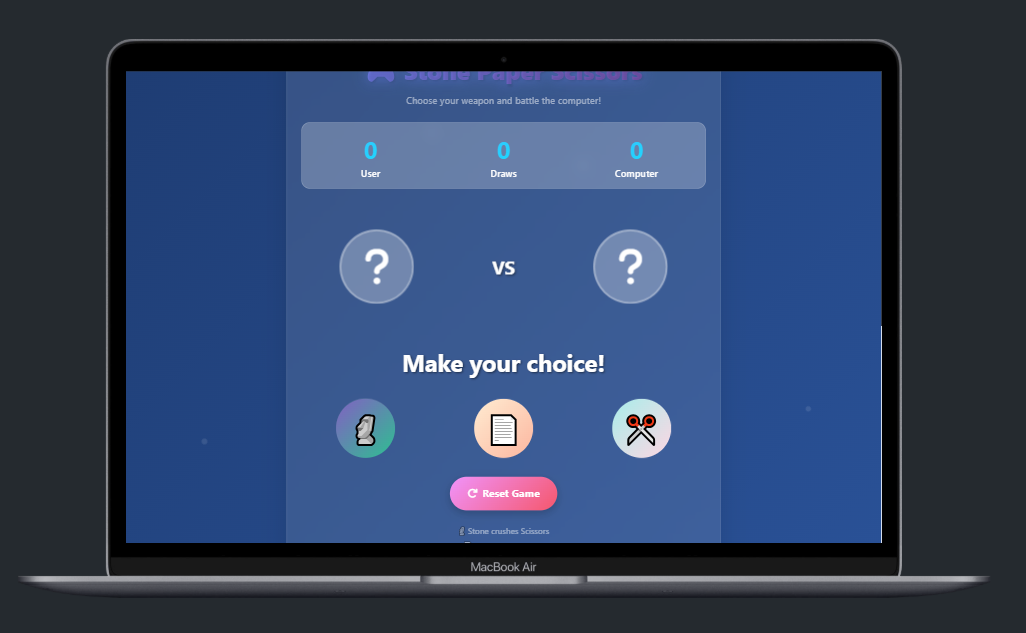 Stone Paper Scissors
Choose your weapon and battle the computer!
0 0 0
User Draws Computer
? VS ?
Make your choice!
Reset Game
Stone crushes Scissors
MacBook Air